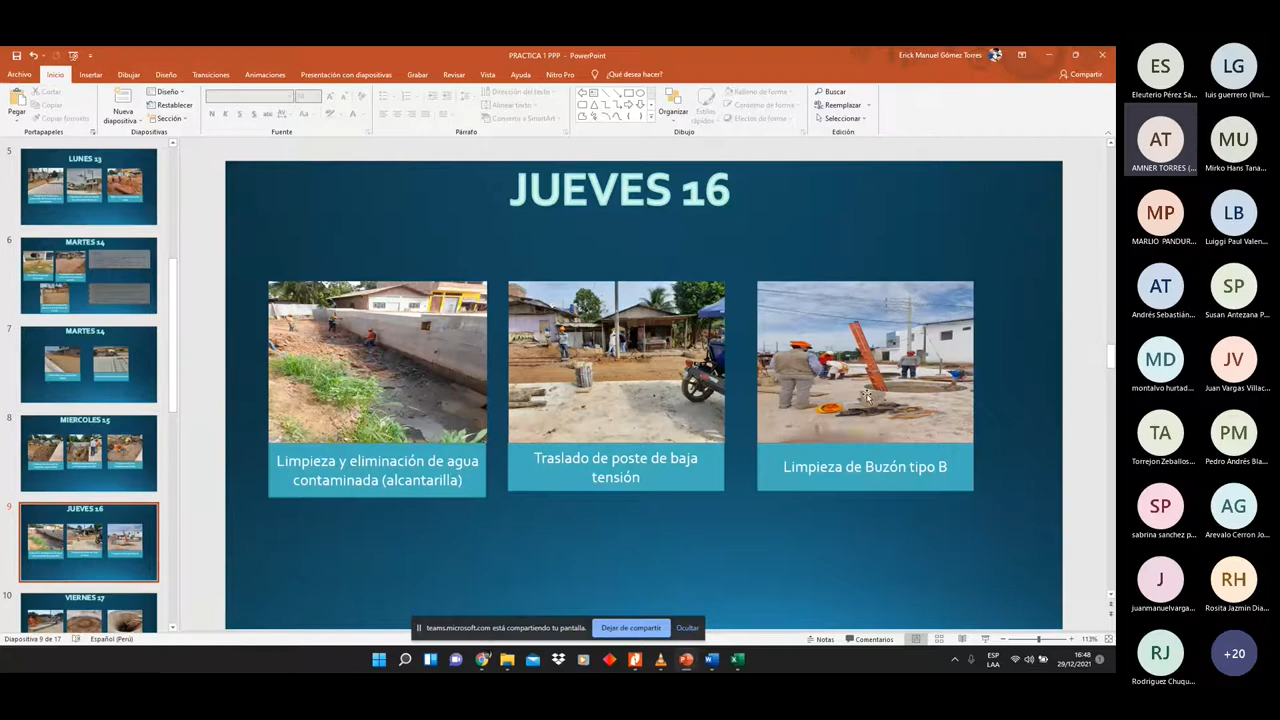 PRACTICA 1 PPP - PowerPoint
Erick Manuel Gómez Torres
Archivo Inicio Insertar Dibujar Diseño Transiciones Animaciones Presentación con diapositivas Grabar Revisar Vista Ayuda Nitro Pro ¿Qué desea hacer? Compartir
Pegar
Cortar
Copiar
Copiar formato
Portapapeles
Nueva diapositiva
Diseño
Restablecer
Sección
Diapositivas
Fuente
Dirección del texto
Alinear texto
Convertir a SmartArt
Párrafo
Organizar
Estilos rápidos
Relleno de forma
Contorno de forma
Efectos de forma
Dibujo
Buscar
Reemplazar
Seleccionar
Edición
5
LUNES 13
6
MARTES 14
7
MARTES 14
8
MIERCOLES 15
9
JUEVES 16
10
VIERNES 17
JUEVES 16
Limpieza y eliminación de agua
contaminada (alcantarilla)
Traslado de poste de baja
tensión
Limpieza de Buzón tipo B
teams.microsoft.com está compartiendo tu pantalla.
Dejar de compartir
Ocultar
Diapositiva 9 de 17
Español (Perú)
Notas
Comentarios
113%
ESP
LAA
16:48
29/12/2021
ES
Eleuterio Pérez Sa...
LG
luis guerrero (Invi...
AT
AMNER TORRES (...
MU
Mirko Hans Tana...
MP
MARLIO PANDUR...
LB
Luiggi Paul Valen...
AT
Andrés Sebastián...
SP
Susan Antezana P...
MD
montalvo hurtad...
JV
Juan Vargas Villac...
TA
Torrejon Zeballos...
PM
Pedro Andrés Bla...
SP
sabrina sanchez p...
AG
Arevalo Cerron Jo...
J
juanmanuelvarga...
RH
Rosita Jazmin Dia...
RJ
Rodriguez Chuqu...
+20